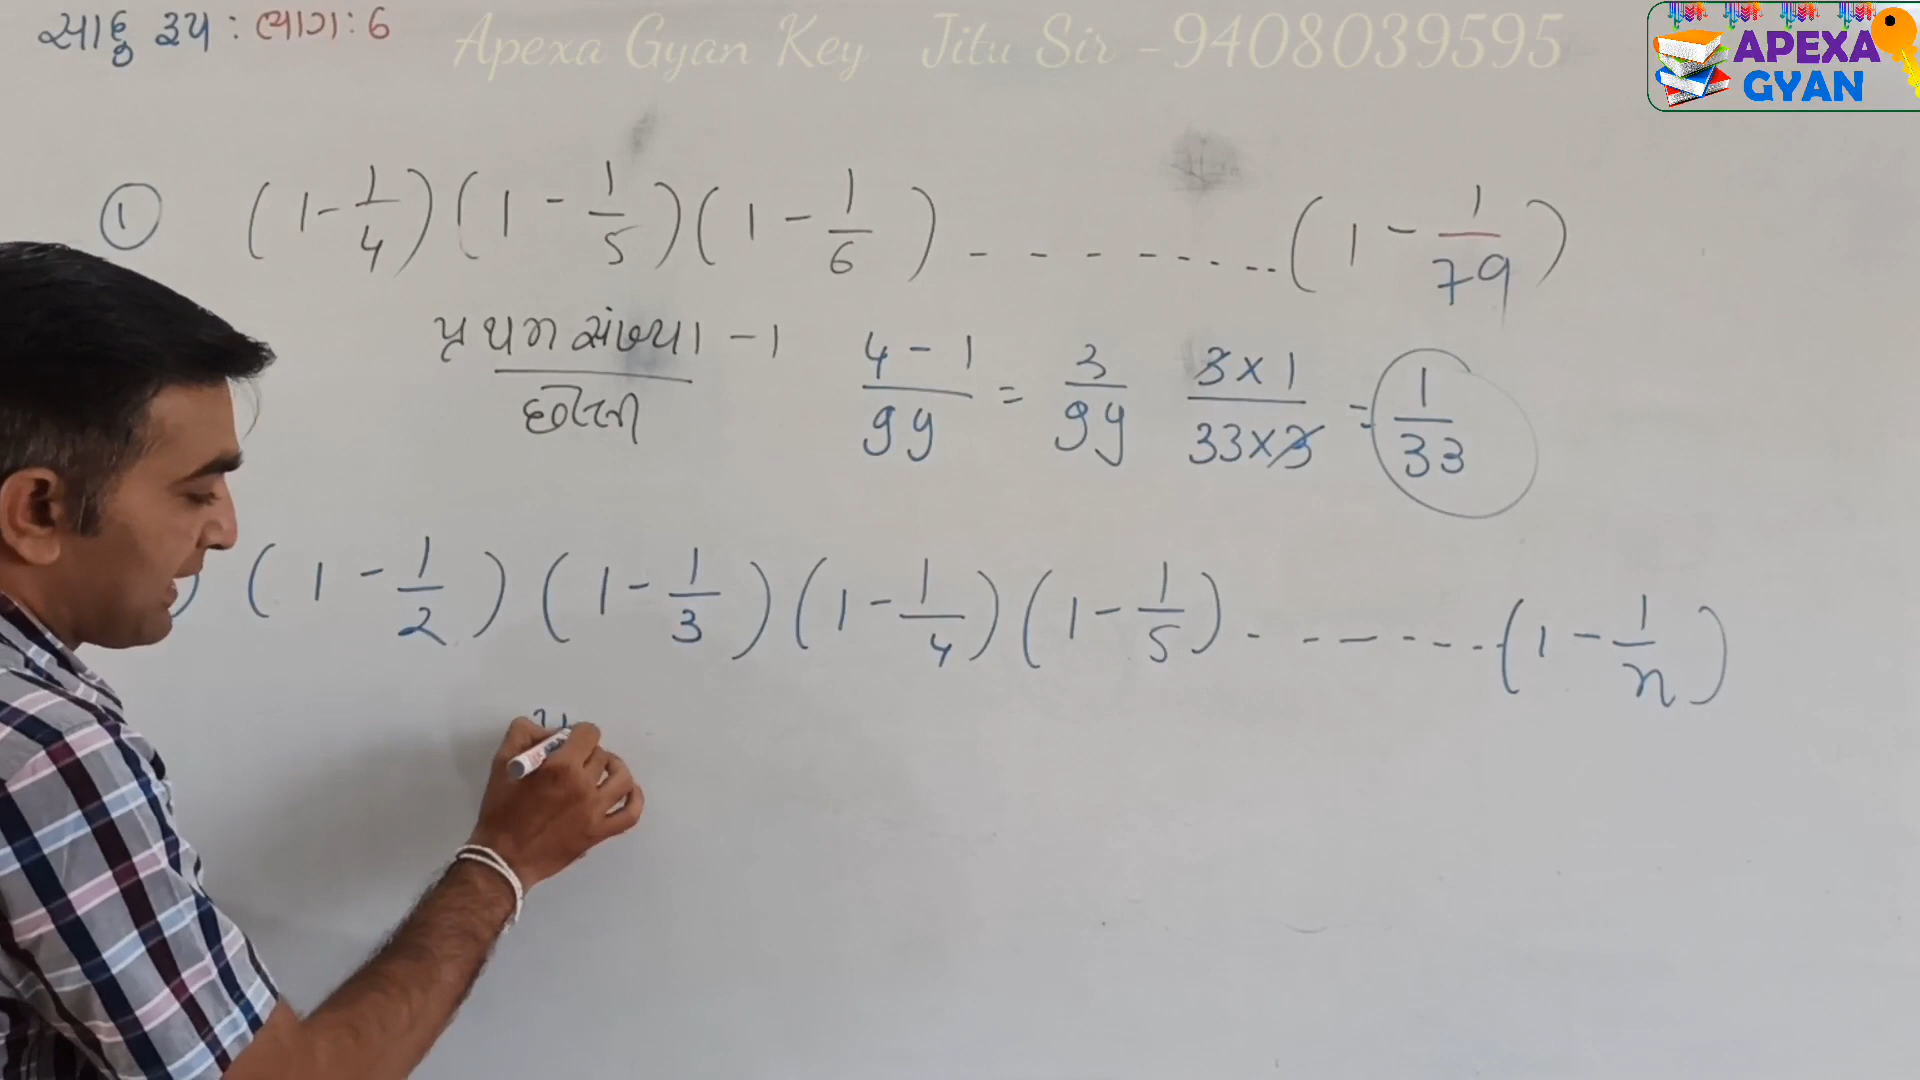 સાદુ રૂપ : ભાગ : 6
Apexa Gyan Key Jitu Sir -9408039595
APEXA
GYAN
① (1 - 1/4) (1 - 1/5) (1 - 1/6) - - - - - - - - (1 - 1/79)
પ્રથમ સંખ્યા - 1 / છેલ્લી
4 - 1 / 99 = 3 / 99
3 x 1 / 33 x 3 = 1 / 33
(1 - 1/2) (1 - 1/3) (1 - 1/4) (1 - 1/5) - - - - - - - (1 - 1/n)